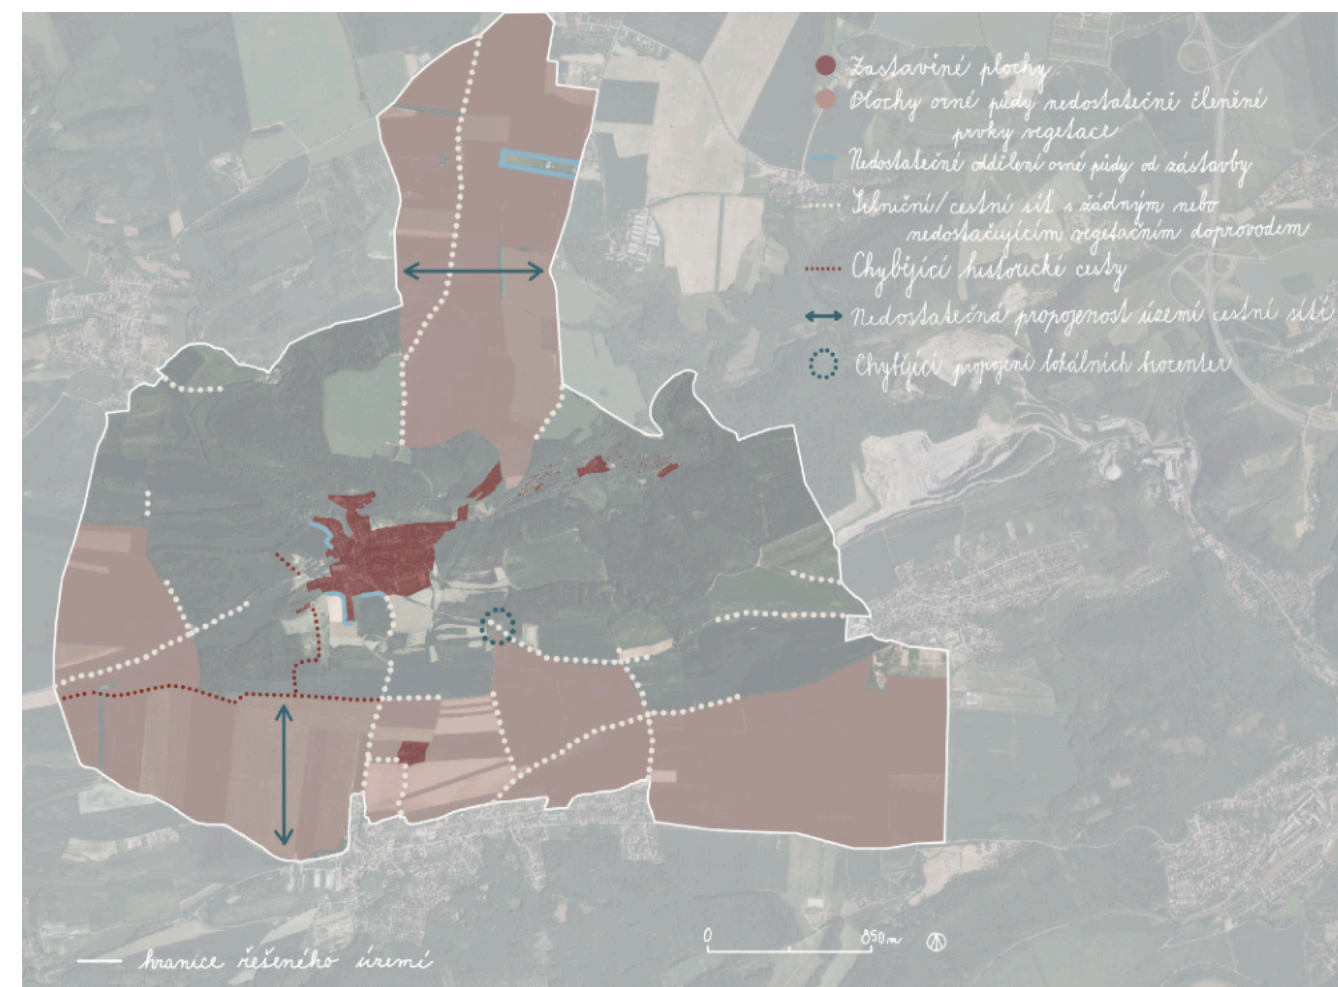 Zastavěné plochy
Plochy orné půdy nedostatečně členěné
prvky vegetace
Nedostatečné oddělení orné půdy od zástavby
Silniční/cestní síť s žádným nebo
nedostačujícím vegetačním doprovodem
Chybějící historické cesty
Nedostatečná propojenost území cestní sítí
Chybějící propojení lokálních biocenter
0 850m
hranice řešeného území